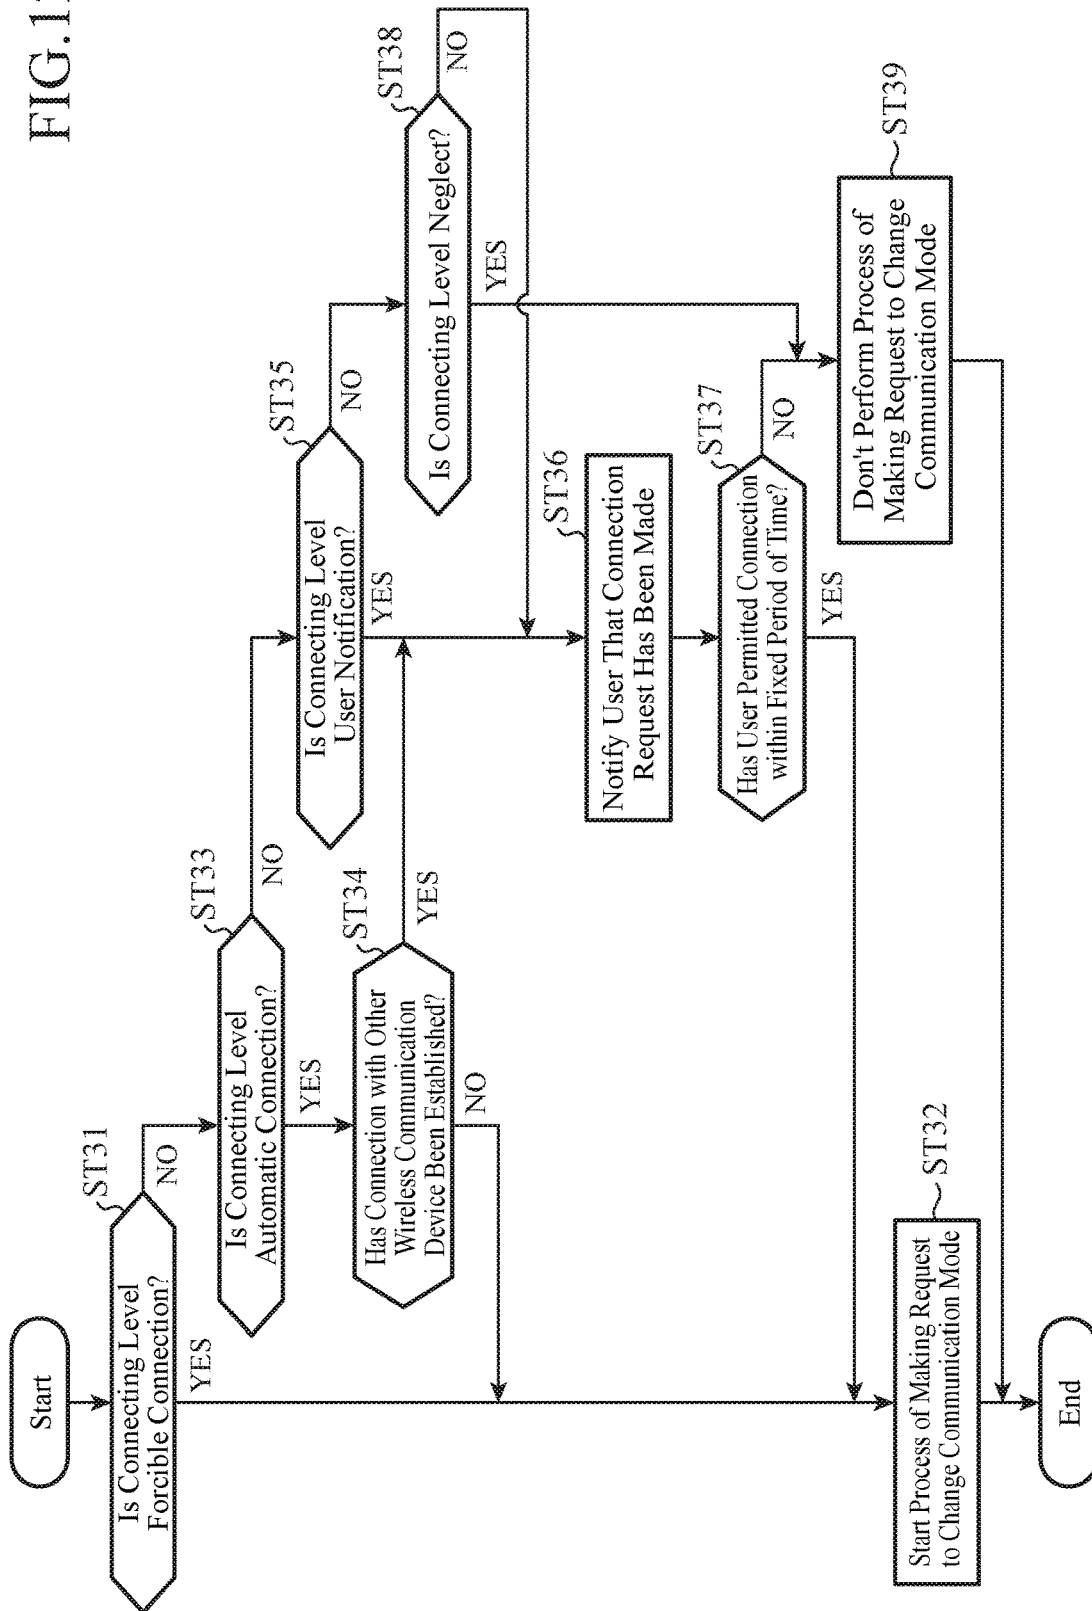 FIG.1
Start
ST31
Is Connecting Level
Forcible Connection?
NO
YES
ST33
Is Connecting Level
Automatic Connection?
NO
YES
ST34
Has Connection with Other
Wireless Communication
Device Been Established?
YES
NO
ST35
Is Connecting Level
User Notification?
NO
YES
ST38
Is Connecting Level Neglect?
NO
YES
ST36
Notify User That Connection
Request Has Been Made
ST37
Has User Permitted Connection
within Fixed Period of Time?
NO
YES
ST39
Don't Perform Process of
Making Request to Change
Communication Mode
ST32
Start Process of Making Request
to Change Communication Mode
End